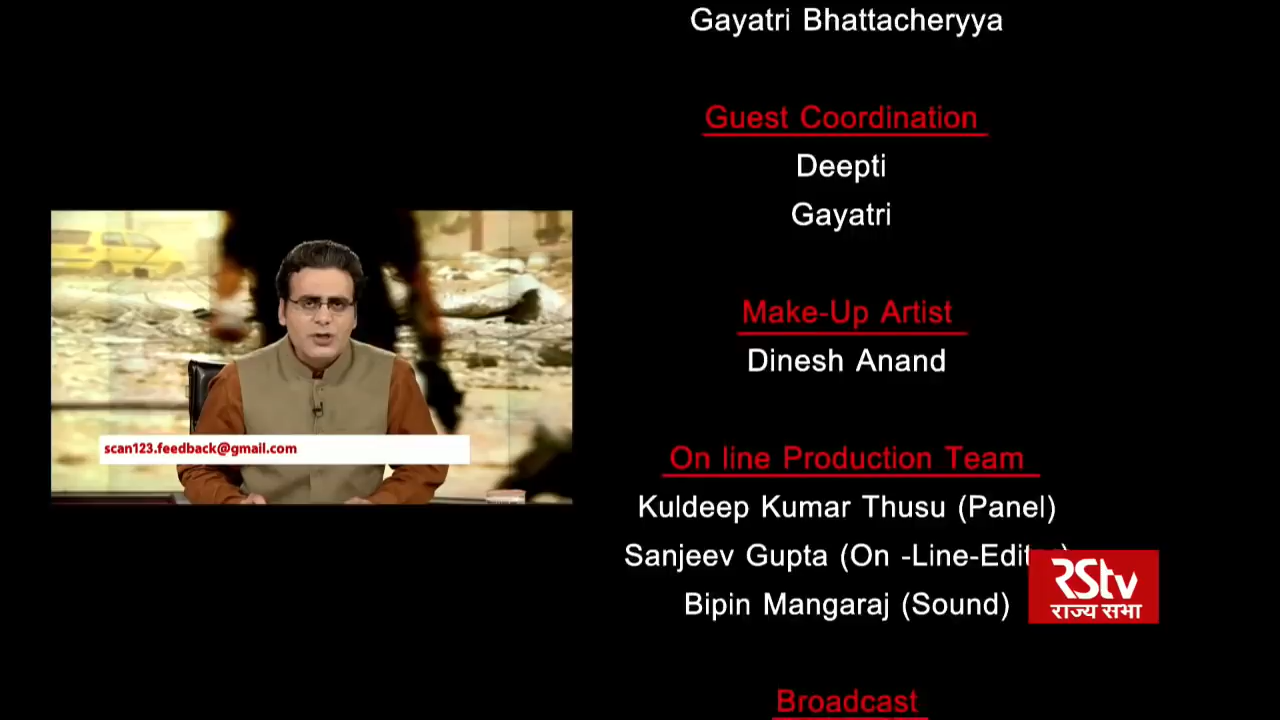 Gayatri Bhattacheryya
Guest Coordination
Deepti
Gayatri
Make-Up Artist
Dinesh Anand
On line Production Team
Kuldeep Kumar Thusu (Panel)
Sanjeev Gupta (On -Line-Edit
Bipin Mangaraj (Sound)
Broadcast
scan123.feedback@gmail.com
RStv
राज्य सभा